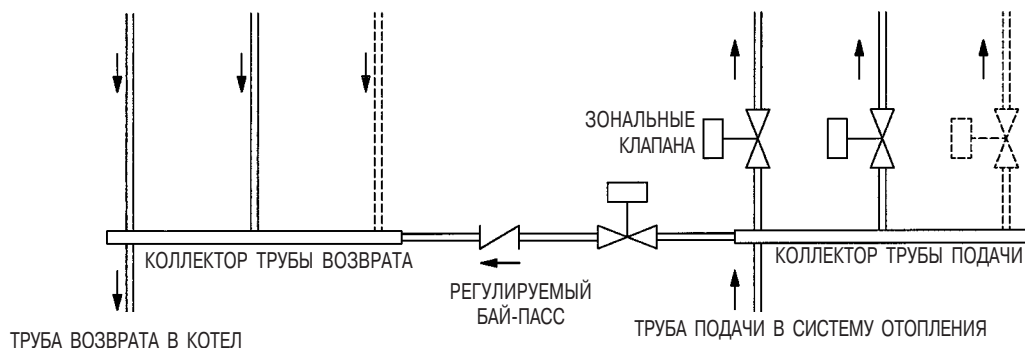 ЗОНАЛЬНЫЕ
КЛАПАНА
КОЛЛЕКТОР ТРУБЫ ВОЗВРАТА
КОЛЛЕКТОР ТРУБЫ ПОДАЧИ
РЕГУЛИРУЕМЫЙ
БАЙ-ПАСС
ТРУБА ВОЗВРАТА В КОТЕЛ
ТРУБА ПОДАЧИ В СИСТЕМУ ОТОПЛЕНИЯ